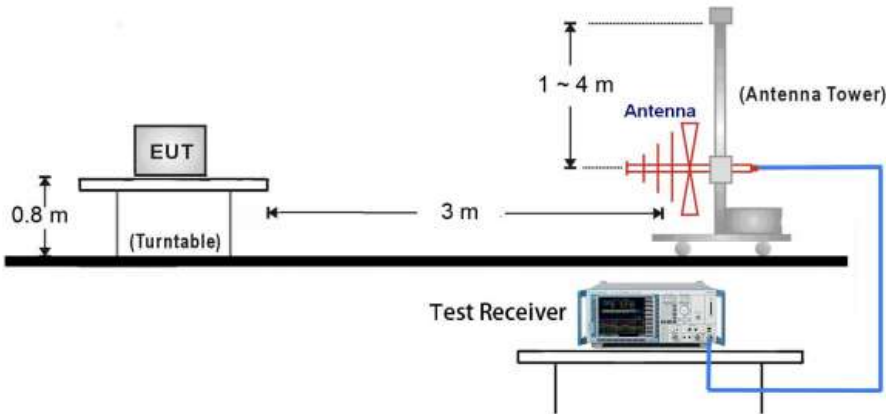 1 ~ 4 m
(Antenna Tower)
Antenna
EUT
0.8 m
3 m
(Turntable)
Test Receiver